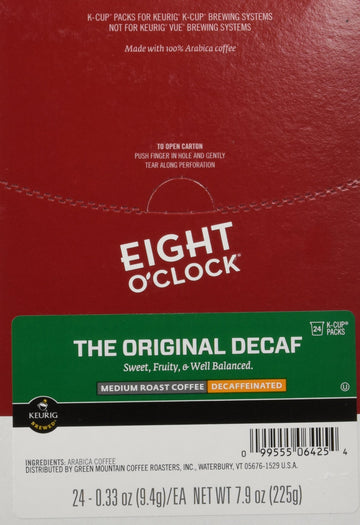 K-CUP® PACKS FOR KEURIG® K-CUP® BREWING SYSTEMS
NOT FOR KEURIG® VUE® BREWING SYSTEMS
Made with 100% Arabica coffee
TO OPEN CARTON
PUSH FINGER IN HOLE AND GENTLY
TEAR ALONG PERFORATION
EIGHT
O'CLOCK®
24 K-CUP®
PACKS
THE ORIGINAL DECAF
Sweet, Fruity, & Well Balanced.
MEDIUM ROAST COFFEE DECAFFEINATED
KEURIG
BREWED®
U
INGREDIENTS: ARABICA COFFEE
DISTRIBUTED BY GREEN MOUNTAIN COFFEE ROASTERS, INC., WATERBURY, VT 05676-1529 U.S.A.
0 99555 06425 4
24 - 0.33 oz (9.4g)/EA NET WT 7.9 oz (225g)